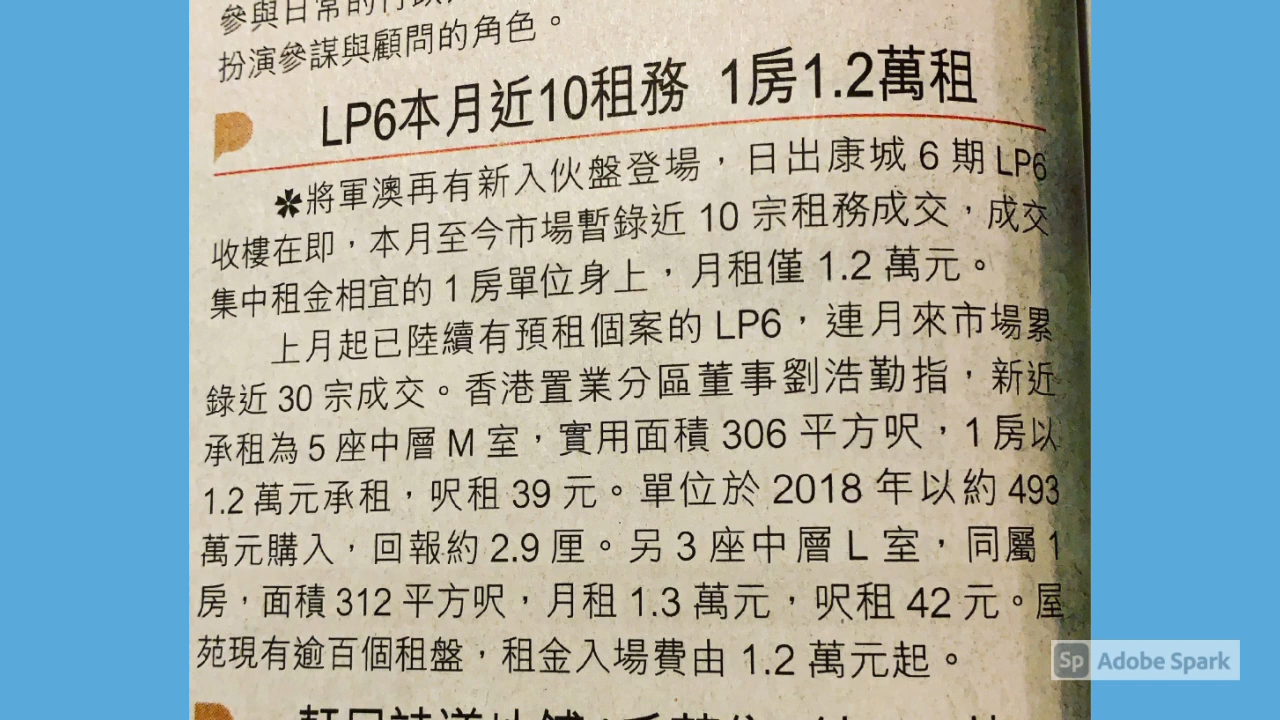 參與日常的行政
扮演參謀與顧問的角色。
LP6本月近10租務 1房1.2萬租
✽將軍澳再有新入伙盤登場，日出康城6期LP6
收樓在即，本月至今市場暫錄近10宗租務成交，成交
集中租金相宜的1房單位身上，月租僅1.2萬元。
上月起已陸續有預租個案的LP6，連月來市場累
錄近30宗成交。香港置業分區董事劉浩勤指，新近
承租為5座中層M室，實用面積306平方呎，1房以
1.2萬元承租，呎租39元。單位於2018年以約493
萬元購入，回報約2.9厘。另3座中層L室，同屬1
房，面積312平方呎，月租1.3萬元，呎租42元。屋
苑現有逾百個租盤，租金入場費由1.2萬元起。
Sp Adobe Spark